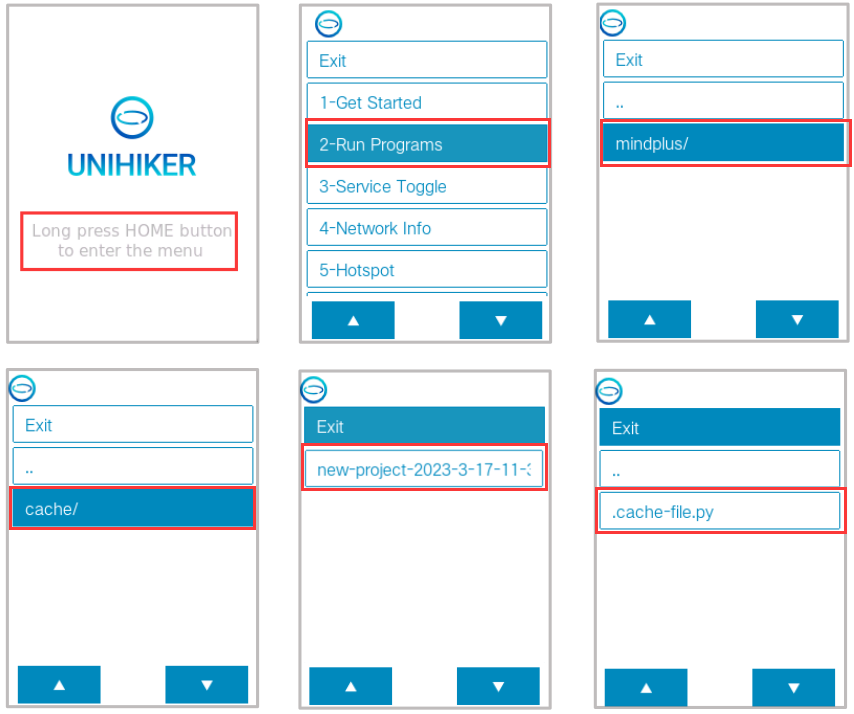 UNIHIKER
Long press HOME button
to enter the menu
Exit
1-Get Started
2-Run Programs
3-Service Toggle
4-Network Info
5-Hotspot
Exit
..
mindplus/
Exit
..
cache/
Exit
new-project-2023-3-17-11-
Exit
..
.cache-file.py